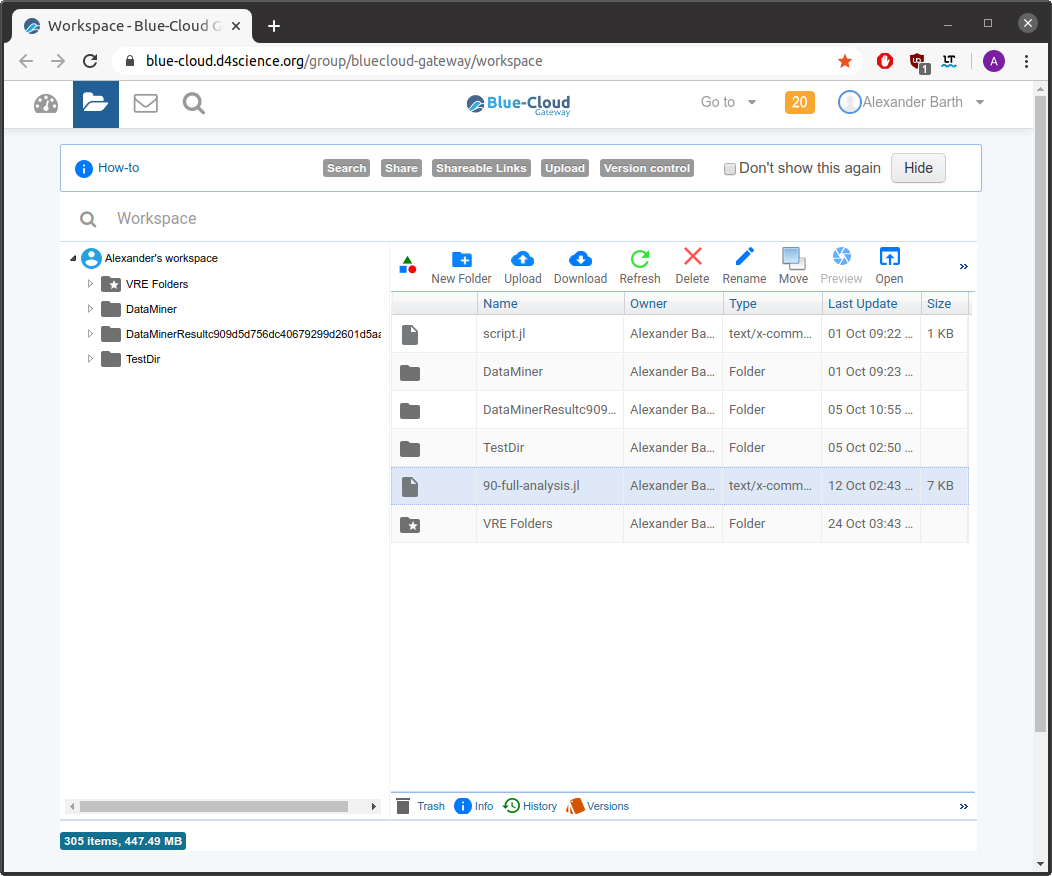 Workspace - Blue-Cloud G
blue-cloud.d4science.org/group/bluecloud-gateway/workspace
1
LT
A
Blue-Cloud
Gateway
Go to
20
Alexander Barth
How-to
Search
Share
Shareable Links
Upload
Version control
Don't show this again
Hide
Workspace
Alexander's workspace
VRE Folders
DataMiner
DataMinerResultc909d5d756dc40679299d2601d5aa
TestDir
New Folder
Upload
Download
Refresh
Delete
Rename
Move
Preview
Open
»
Name Owner Type Last Update Size
script.jl Alexander Ba... text/x-comm... 01 Oct 09:22 ... 1 KB
DataMiner Alexander Ba... Folder 01 Oct 09:23 ...
DataMinerResultc909... Alexander Ba... Folder 05 Oct 10:55 ...
TestDir Alexander Ba... Folder 05 Oct 02:50 ...
90-full-analysis.jl Alexander Ba... text/x-comm... 12 Oct 02:43 ... 7 KB
VRE Folders Alexander Ba... Folder 24 Oct 03:43 ...
Trash
Info
History
Versions
»
305 items, 447.49 MB